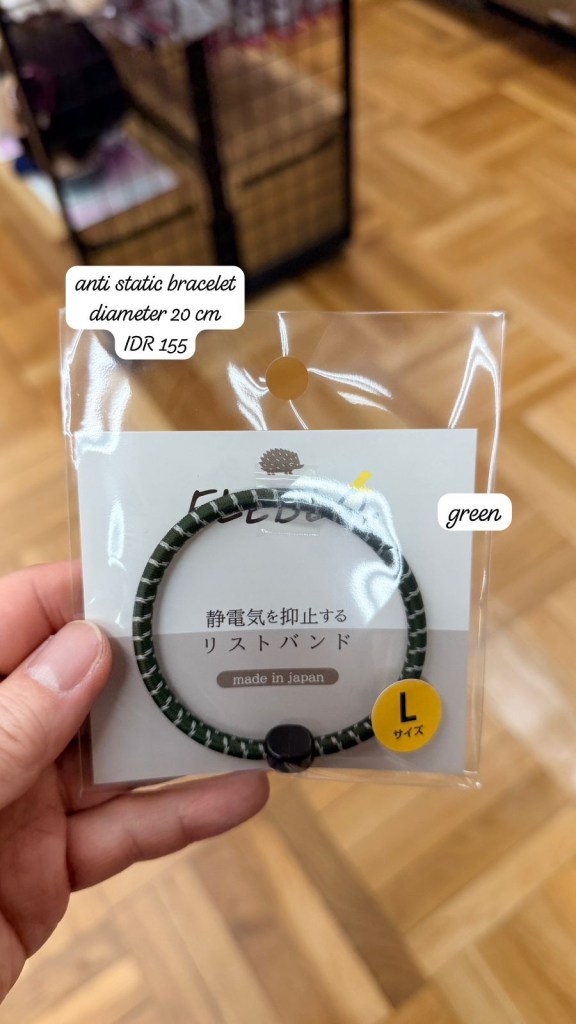 anti static bracelet
diameter 20 cm
IDR 155
green
静電気を抑止する
リストバンド
made in japan
L
サイズ